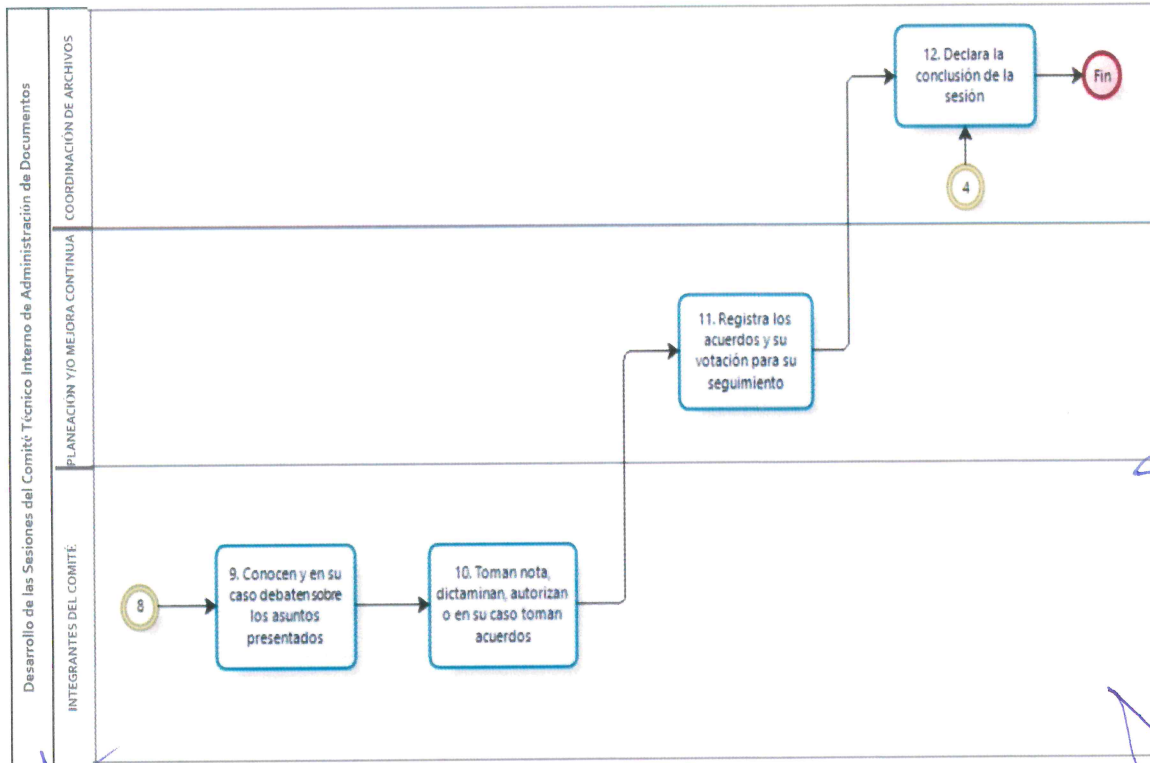 Desarrollo de las Sesiones del Comité Técnico Interno de Administración de Documentos
COORDINACIÓN DE ARCHIVOS
12. Declara la
conclusión de la
sesión
Fin
4
PLANEACION Y/O MEJORA CONTINUA
11. Registra los
acuerdos y su
votación para su
seguimiento
INTEGRANTES DEL COMITÉ
8
9. Conocen y en su
caso debaten sobre
los asuntos
presentados
10. Toman nota,
dictaminan, autorizan
o en su caso toman
acuerdos